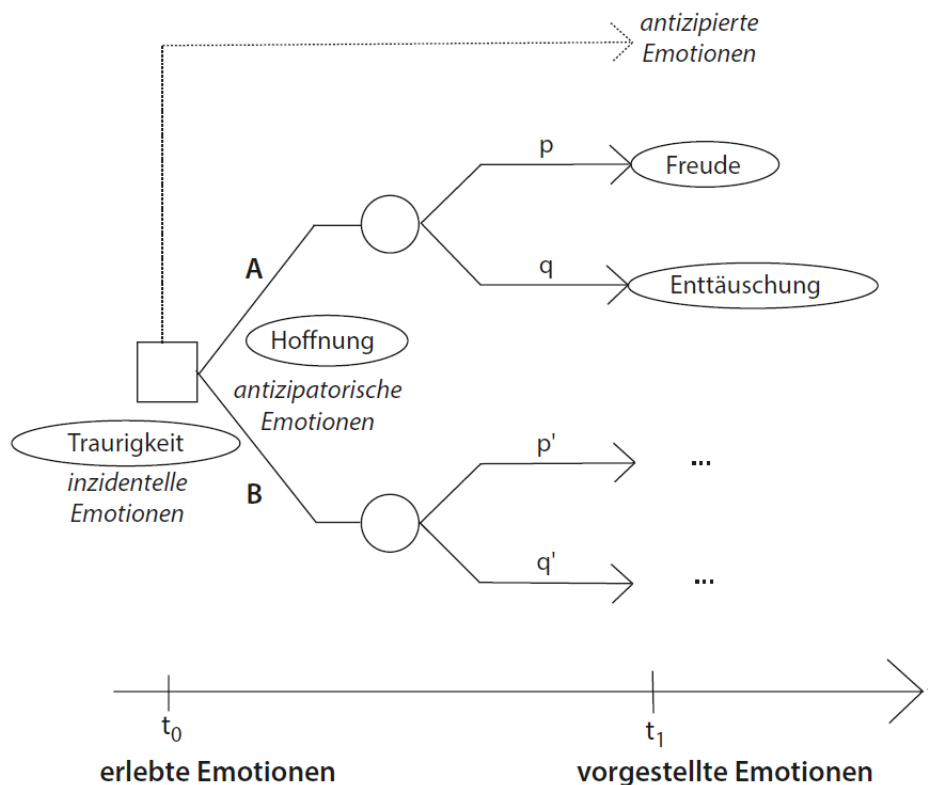 antizipierte
Emotionen
p
Freude
A
q
Enttäuschung
Hoffnung
antizipatorische
Emotionen
Traurigkeit
inzidentelle
Emotionen
B
p'
...
q'
...
t0
t1
erlebte Emotionen
vorgestellte Emotionen